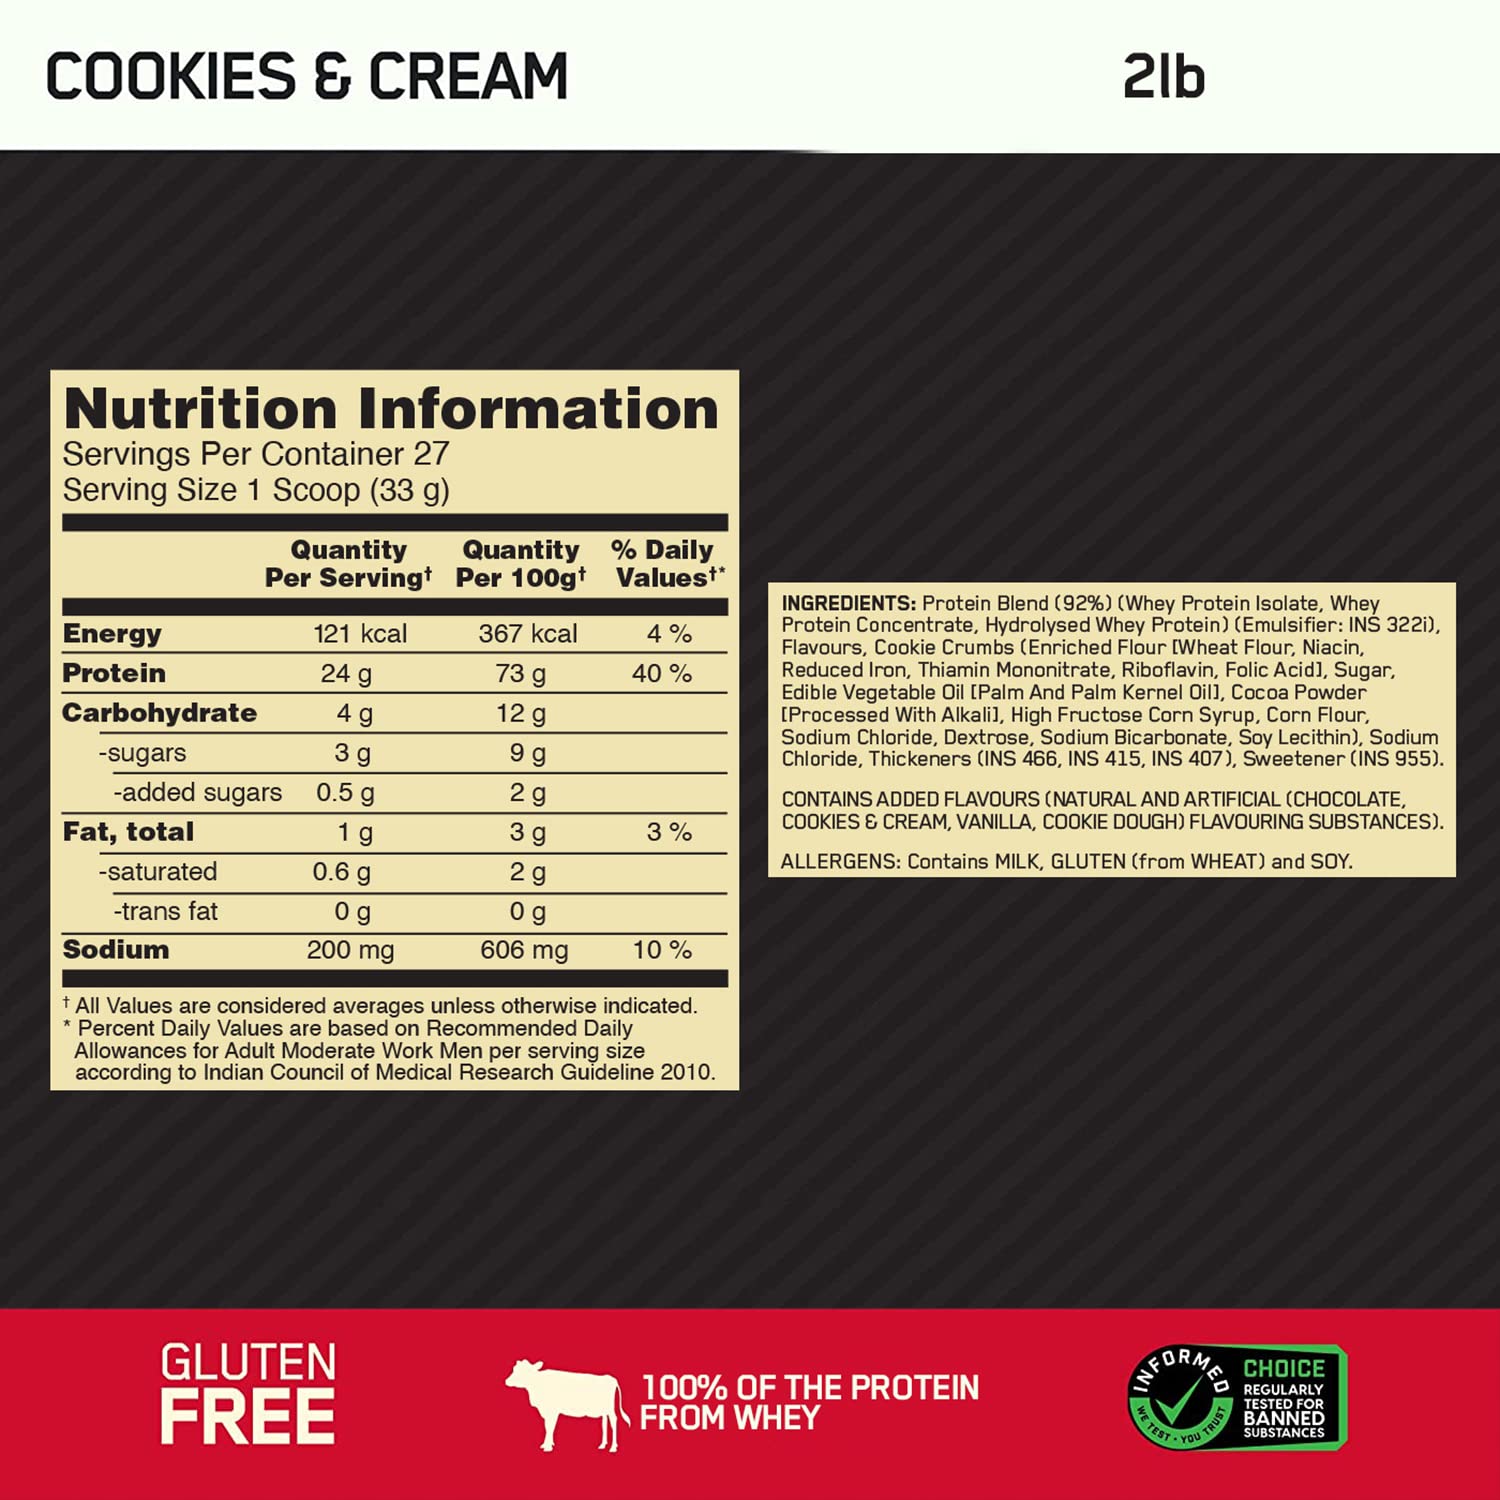 COOKIES & CREAM
2lb
Nutrition Information
Servings Per Container 27
Serving Size 1 Scoop (33 g)
Quantity Per Serving† Quantity Per 100g† % Daily Values†*
Energy 121 kcal 367 kcal 4 %
Protein 24 g 73 g 40 %
Carbohydrate 4 g 12 g
-sugars 3 g 9 g
-added sugars 0.5 g 2 g
Fat, total 1 g 3 g 3 %
-saturated 0.6 g 2 g
-trans fat 0 g 0 g
Sodium 200 mg 606 mg 10 %
† All Values are considered averages unless otherwise indicated.
* Percent Daily Values are based on Recommended Daily
Allowances for Adult Moderate Work Men per serving size
according to Indian Council of Medical Research Guideline 2010.
INGREDIENTS: Protein Blend (92%) (Whey Protein Isolate, Whey
Protein Concentrate, Hydrolysed Whey Protein) (Emulsifier: INS 322i),
Flavours, Cookie Crumbs (Enriched Flour [Wheat Flour, Niacin,
Reduced Iron, Thiamin Mononitrate, Riboflavin, Folic Acid], Sugar,
Edible Vegetable Oil [Palm And Palm Kernel Oil], Cocoa Powder
[Processed With Alkali], High Fructose Corn Syrup, Corn Flour,
Sodium Chloride, Dextrose, Sodium Bicarbonate, Soy Lecithin), Sodium
Chloride, Thickeners (INS 466, INS 415, INS 407), Sweetener (INS 955).
CONTAINS ADDED FLAVOURS (NATURAL AND ARTIFICIAL (CHOCOLATE,
COOKIES & CREAM, VANILLA, COOKIE DOUGH) FLAVOURING SUBSTANCES).
ALLERGENS: Contains MILK, GLUTEN (from WHEAT) and SOY.
GLUTEN
FREE
100% OF THE PROTEIN
FROM WHEY
INFORMED
WE TEST · YOU TRUST
CHOICE
REGULARLY
TESTED FOR
BANNED
SUBSTANCES